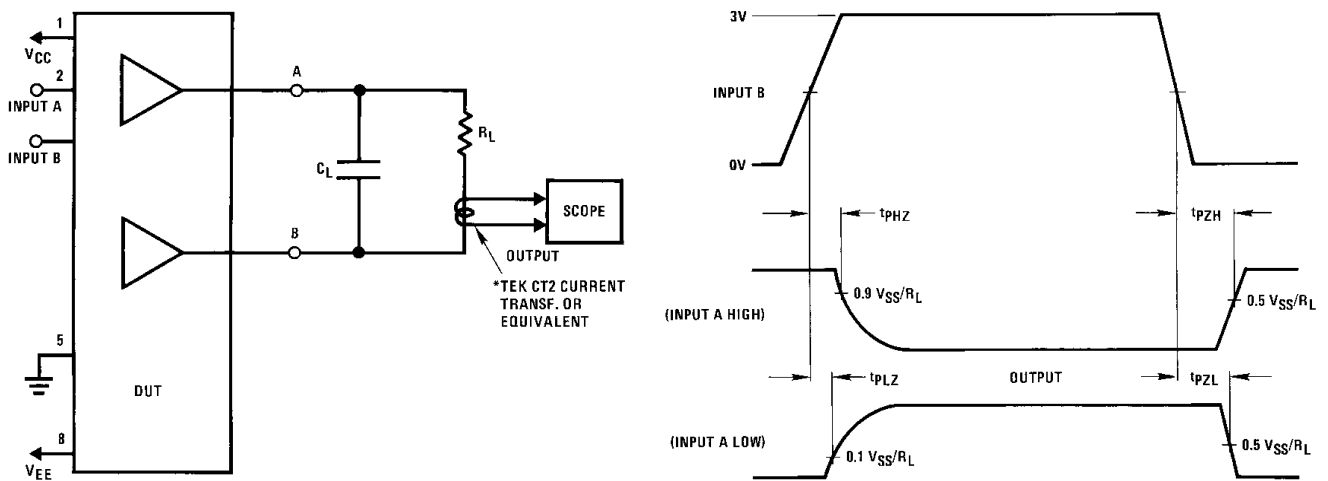 1
VCC
2
INPUT A
INPUT B
A
RL
CL
SCOPE
B
OUTPUT
*TEK CT2 CURRENT
TRANSF. OR
EQUIVALENT
5
DUT
8
VEE
3V
INPUT B
0V
tPHZ
tPZH
0.9 VSS/RL
0.5 VSS/RL
(INPUT A HIGH)
tPLZ
OUTPUT
tPZL
(INPUT A LOW)
0.1 VSS/RL
0.5 VSS/RL